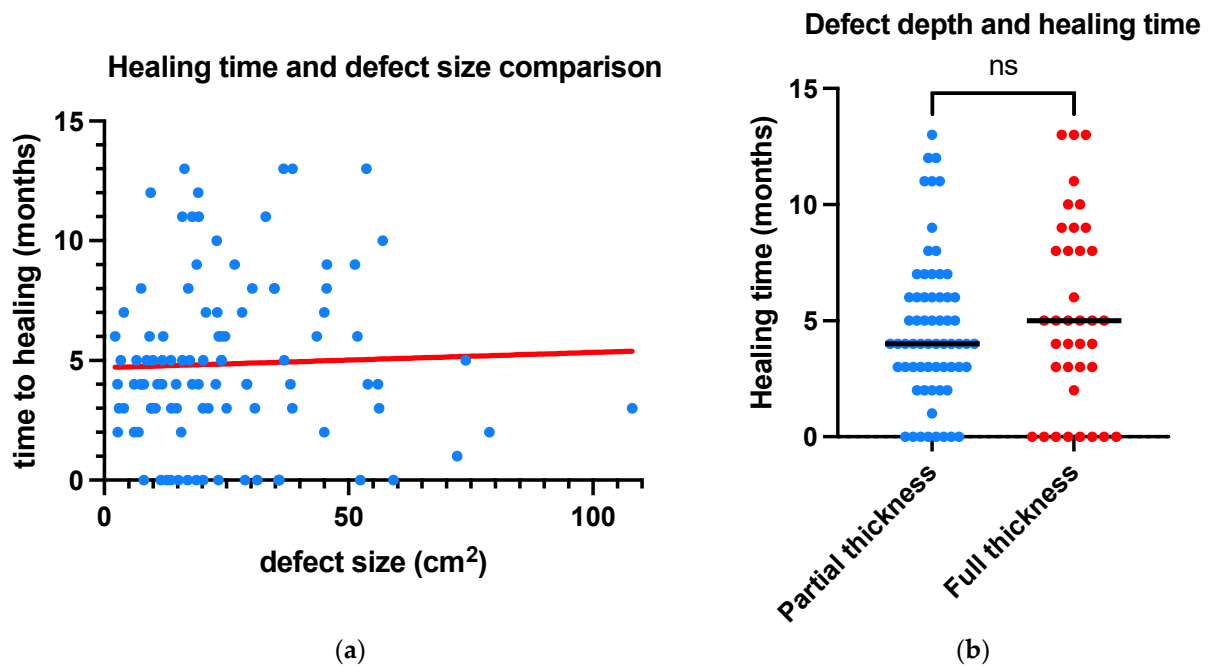 Healing time and defect size comparison
time to healing (months)
15
10
5
0
0
50
100
defect size (cm²)
(a)
Defect depth and healing time
ns
Healing time (months)
15
10
5
0
Partial thickness
Full thickness
(b)